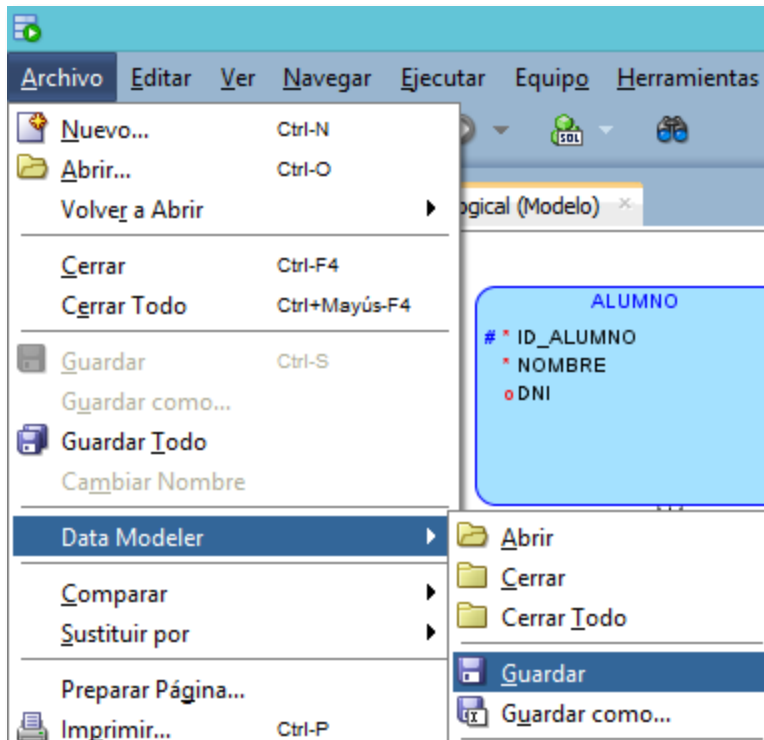 Archivo Editar Ver Navegar Ejecutar Equipo Herramientas
Nuevo... Ctrl-N
SQL
Abrir... Ctrl-O
Volver a Abrir
ogical (Modelo)
Cerrar Ctrl-F4
Cerrar Todo Ctrl+Mayús-F4
ALUMNO
# * ID_ALUMNO
* NOMBRE
o DNI
Guardar Ctrl-S
Guardar como...
Guardar Todo
Cambiar Nombre
Data Modeler
Abrir
Cerrar
Cerrar Todo
Guardar
Guardar como...
Comparar
Sustituir por
Preparar Página...
Imprimir... Ctrl-P